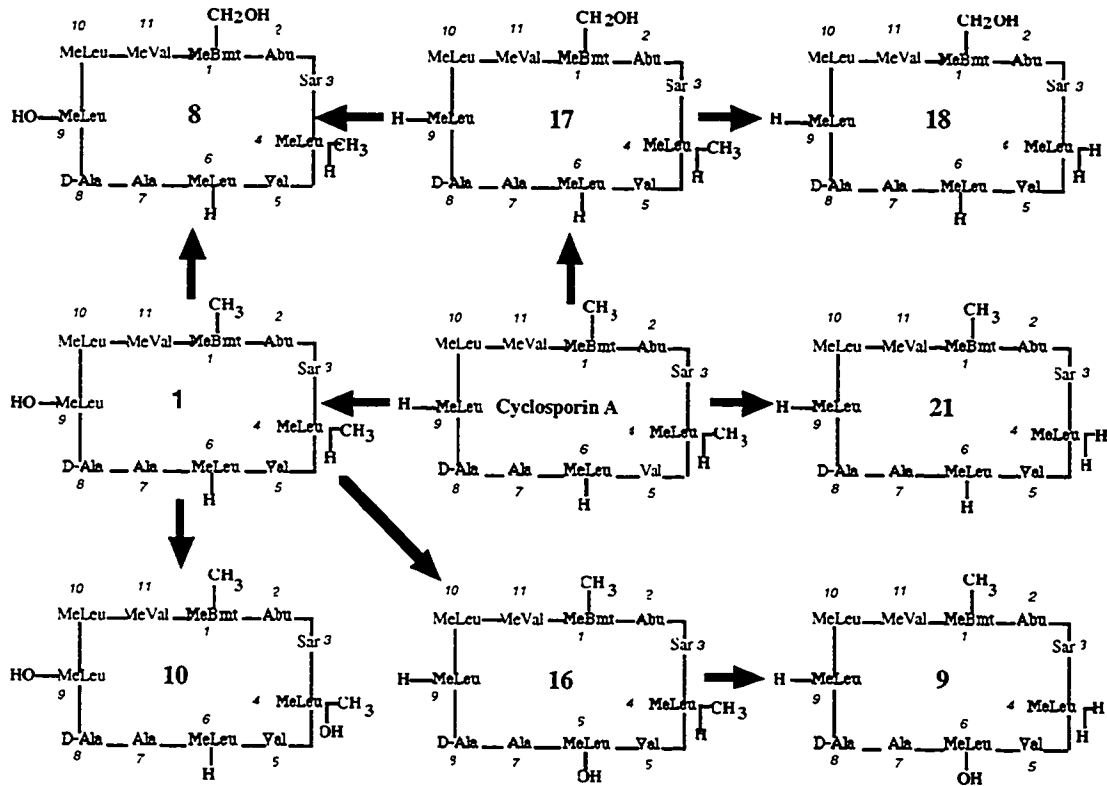 CH2OH
10 11 2
MeLeu MeVal MeBmt Abu
1
Sar 3
HO MeLeu 8
9
4 MeLeu CH3
H
6
D-Ala Ala MeLeu Val
8 7 5
H
CH2OH
10 11 2
MeLeu MeVal MeBmt Abu
1
Sar 3
H MeLeu 17
9
4 MeLeu CH3
H
6
D-Ala Ala MeLeu Val
8 7 5
H
CH2OH
10 11 2
MeLeu MeVal MeBmt Abu
1
Sar 3
H MeLeu 18
9
MeLeu H
H
6
D-Ala Ala MeLeu Val
8 7 5
H
CH3
10 11 2
MeLeu MeVal MeBmt Abu
1
Sar 3
HO MeLeu 1
9
4 MeLeu CH3
H
6
D-Ala Ala MeLeu Val
8 7 5
H
CH3
10 11 2
MeLeu MeVal MeBmt Abu
1
Sar 3
H MeLeu Cyclosporin A
9
MeLeu CH3
H
6
D-Ala Ala MeLeu Val
8 7 5
H
CH3
10 11 2
MeLeu MeVal MeBmt Abu
1
Sar 3
H MeLeu 21
9
4 MeLeu H
H
6
D-Ala Ala MeLeu Val
8 7 5
H
CH3
10 11 2
MeLeu MeVal MeBmt Abu
1
Sar 3
HO MeLeu 10
9
4 MeLeu CH3
OH
6
D-Ala Ala MeLeu Val
8 7 5
H
CH3
10 11 2
MeLeu MeVal MeBmt Abu
1
Sar 3
H MeLeu 16
9
4 MeLeu CH3
H
D-Ala Ala MeLeu Val
7 5
OH
CH3
10 11 2
MeLeu MeVal MeBmt Abu
1
Sar 3
H MeLeu 9
9
4 MeLeu H
H
6
D-Ala Ala MeLeu Val
8 7 5
OH